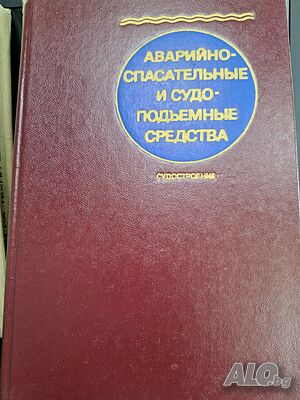 АВАРИЙНО-
СПАСАТЕЛЬНЫЕ
И СУДО-
ПОДЪЕМНЫЕ
СРЕДСТВА
СУДОСТРОЕНИЕ
ALO.bg